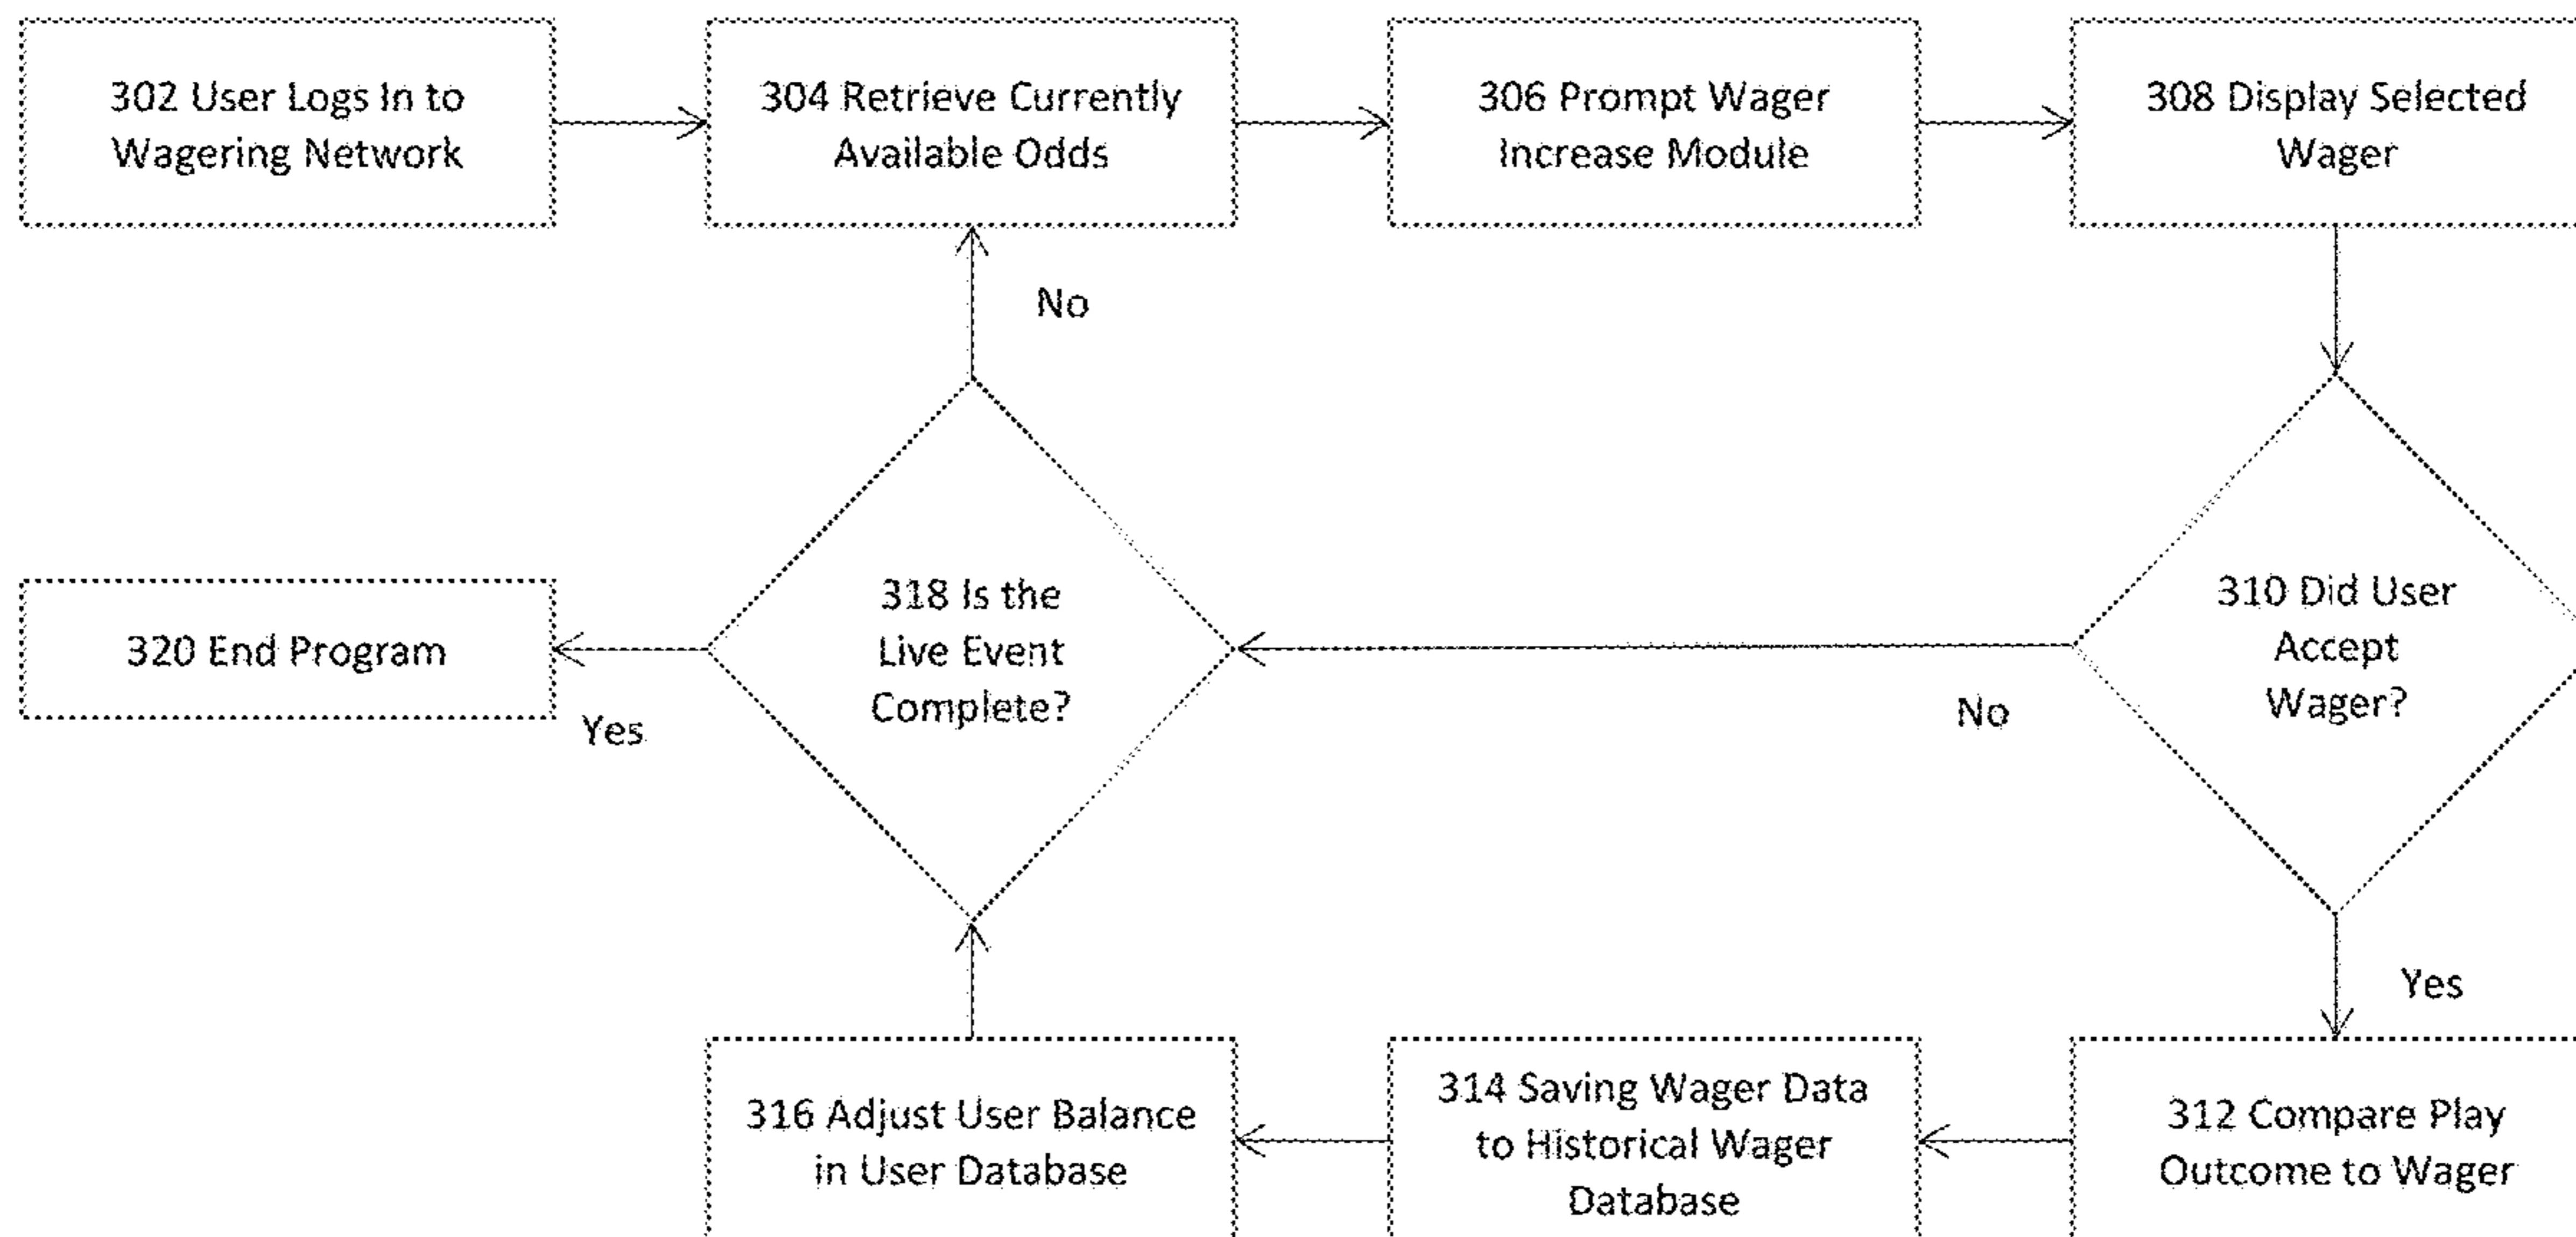 302 User Logs In to
Wagering Network
304 Retrieve Currently
Available Odds
306 Prompt Wager
Increase Module
308 Display Selected
Wager
No
318 Is the
Live Event
Complete?
310 Did User
Accept
Wager?
320 End Program
Yes
No
Yes
316 Adjust User Balance
in User Database
314 Saving Wager Data
to Historical Wager
Database
312 Compare Play
Outcome to Wager